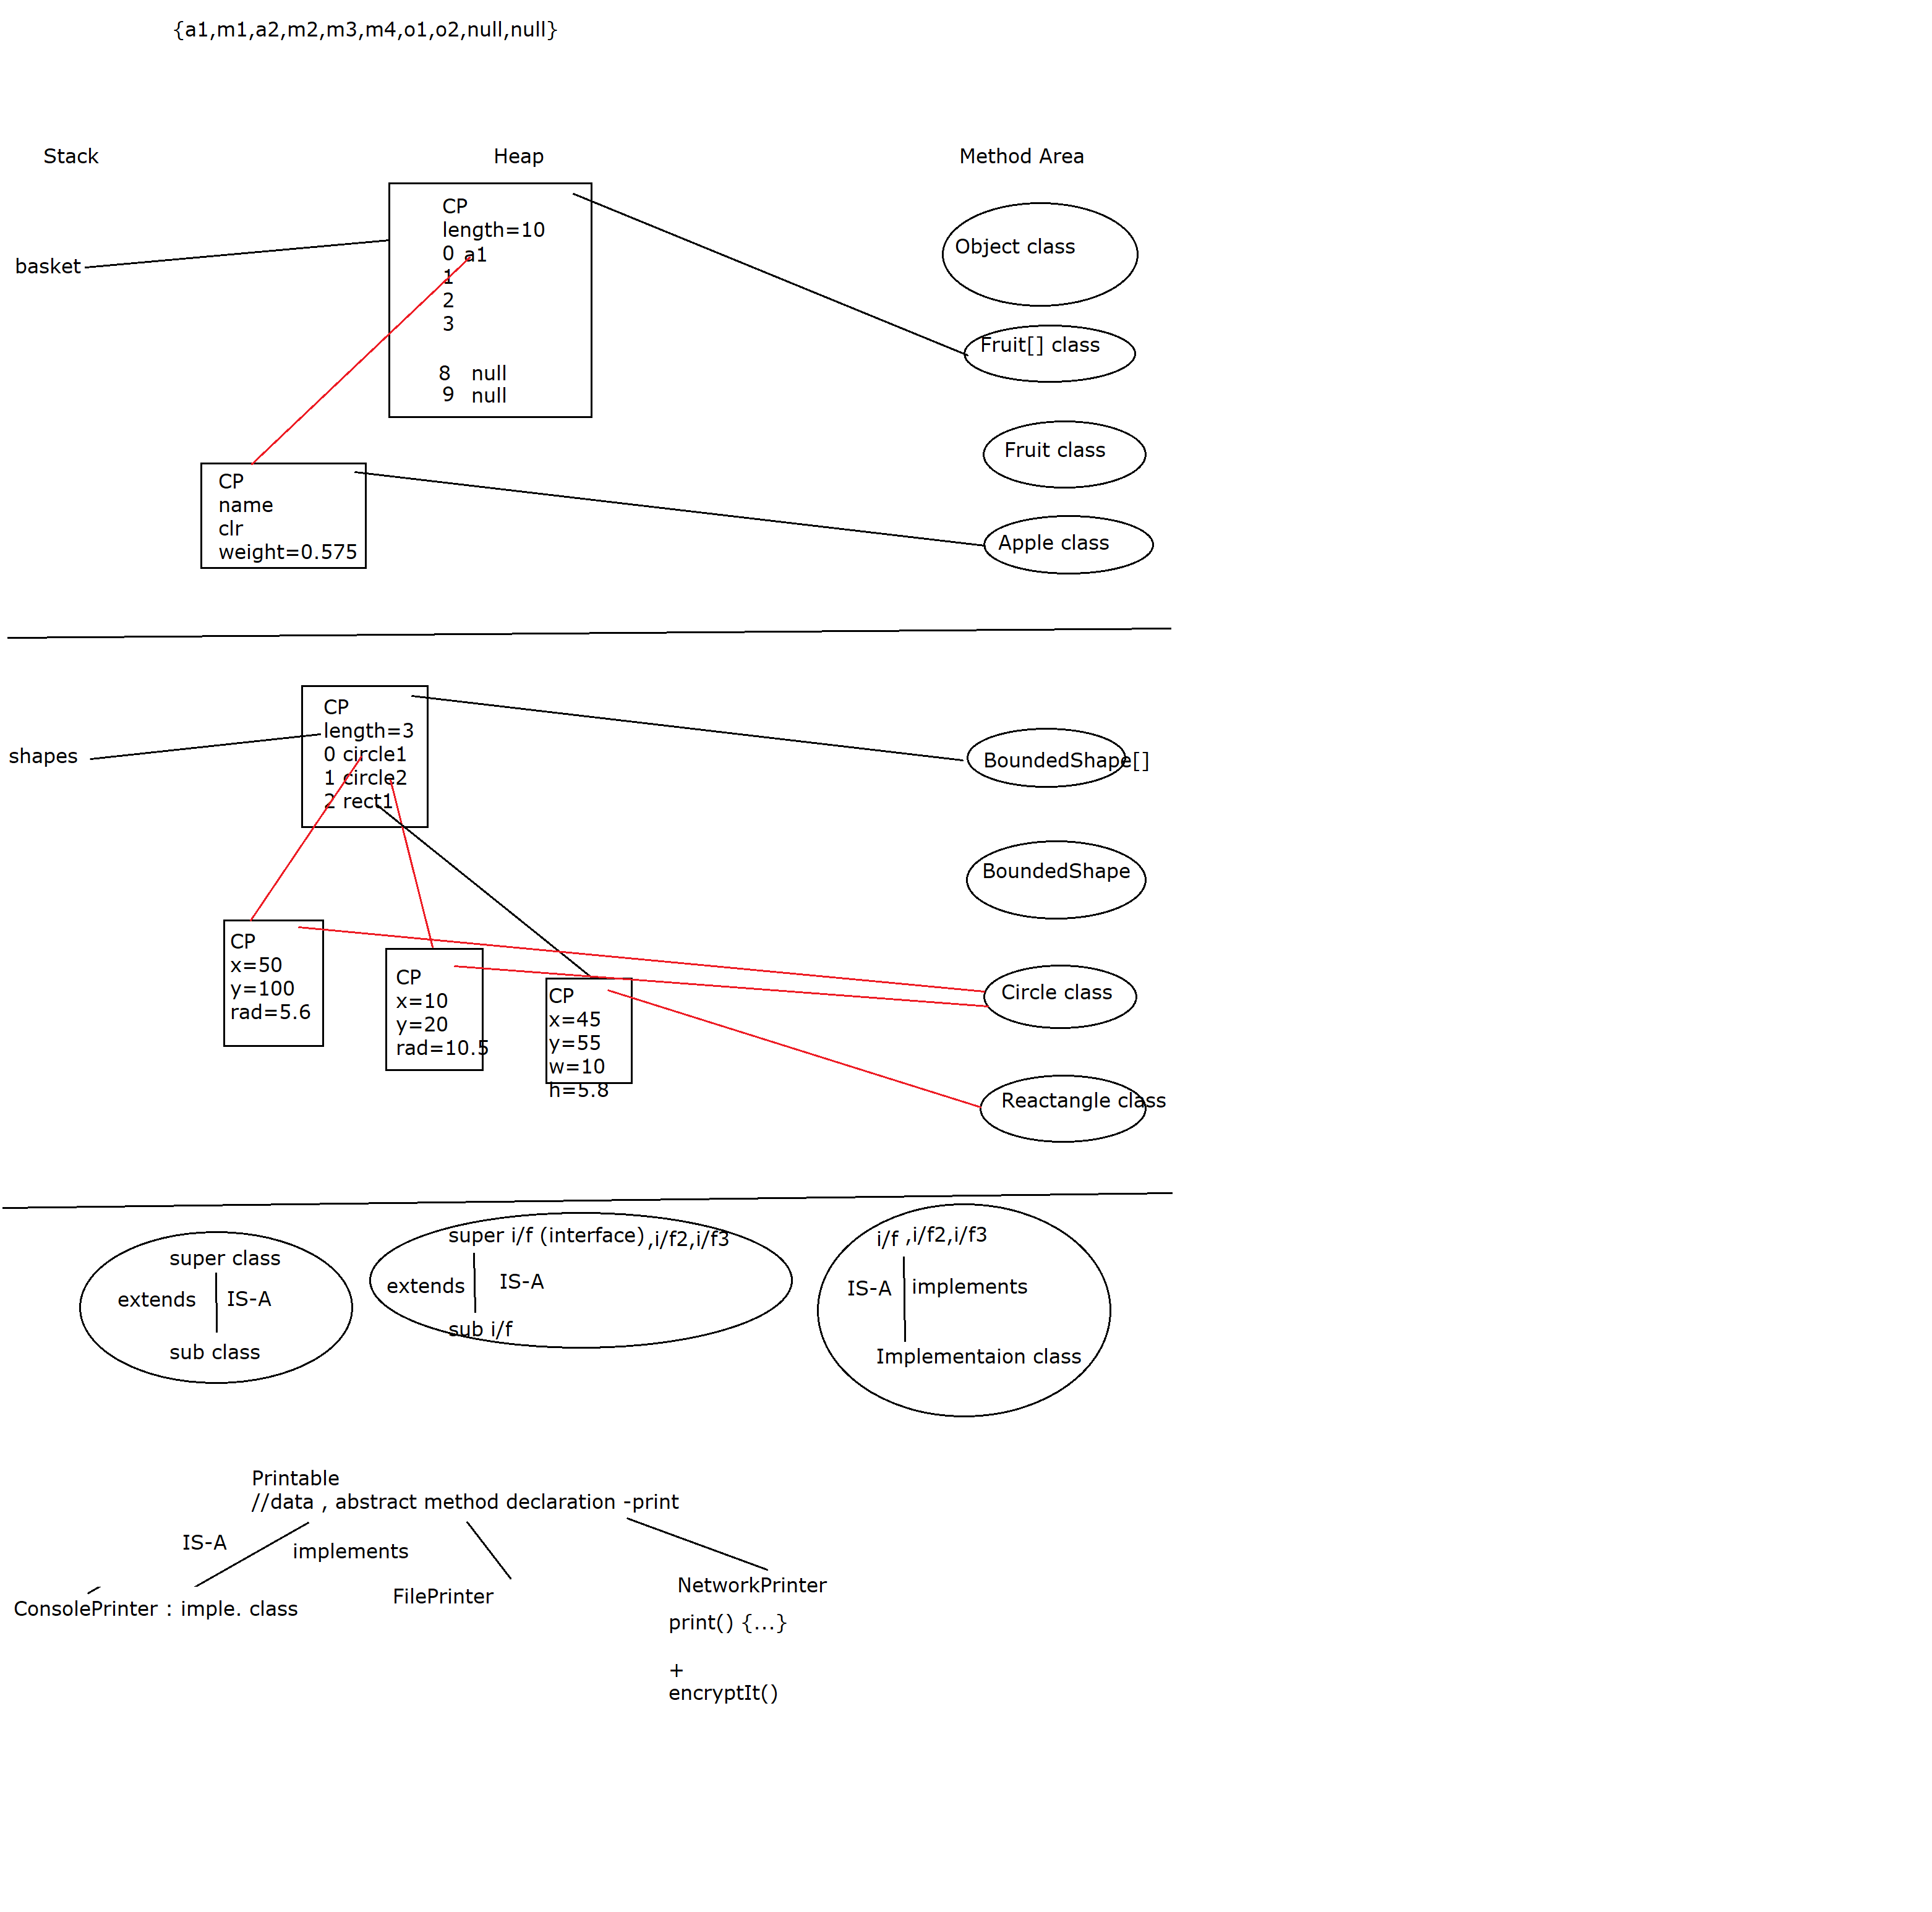 {a1,m1,a2,m2,m3,m4,o1,o2,null,null}
Stack
Heap
Method Area
basket
CP
length=10
0 a1
1
2
3
8 null
9 null
Object class
Fruit[] class
Fruit class
Apple class
CP
name
clr
weight=0.575
shapes
CP
length=3
0 circle1
1 circle2
2 rect1
BoundedShape[]
BoundedShape
Circle class
Reactangle class
CP
x=50
y=100
rad=5.6
CP
x=10
y=20
rad=10.5
CP
x=45
y=55
w=10
h=5.8
super class
extends IS-A
sub class
super i/f (interface),i/f2,i/f3
extends IS-A
sub i/f
i/f ,i/f2,i/f3
IS-A implements
Implementaion class
Printable
//data , abstract method declaration -print
IS-A
implements
ConsolePrinter : imple. class
FilePrinter
NetworkPrinter
print() {...}
+
encryptIt()